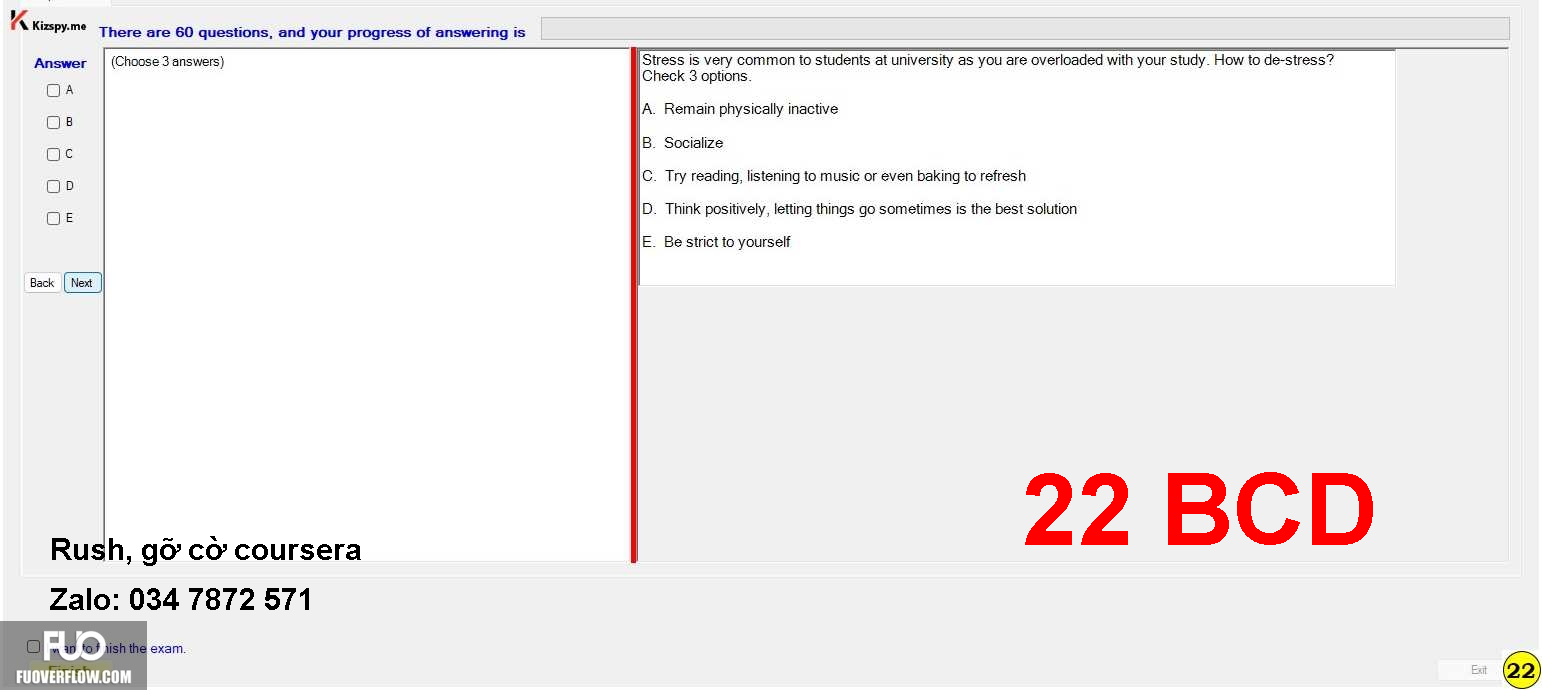 Kizspy.me
There are 60 questions, and your progress of answering is
Answer
A
B
C
D
E
Back Next
(Choose 3 answers)
Stress is very common to students at university as you are overloaded with your study. How to de-stress?
Check 3 options.
A. Remain physically inactive
B. Socialize
C. Try reading, listening to music or even baking to refresh
D. Think positively, letting things go sometimes is the best solution
E. Be strict to yourself
22 BCD
Rush, gỡ cờ coursera
Zalo: 034 7872 571
want to finish the exam.
Finish
FUO
FUOVERFLOW.COM
Exit
22